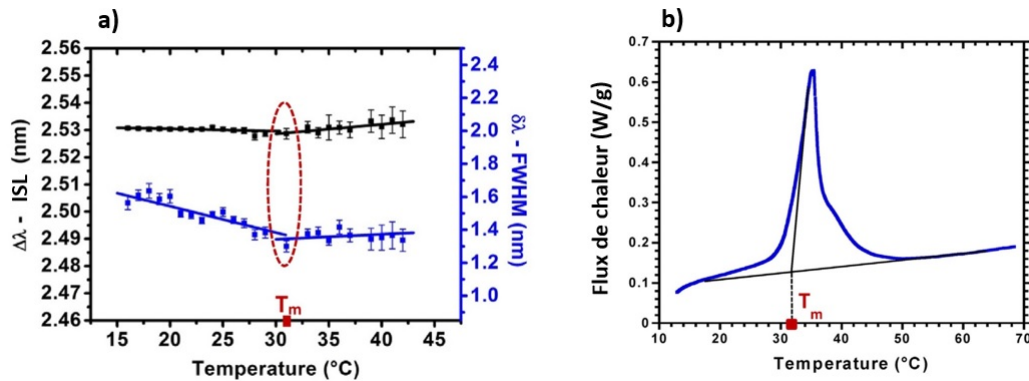 a)
Δλ - ISL (nm)
2.56
2.55
2.54
2.53
2.52
2.51
2.50
2.49
2.48
2.47
2.46
2.4
2.2
2.0
1.8
1.6
1.4
1.2
1.0
δλ - FWHM (nm)
Tm
15 20 25 30 35 40 45
Temperature (°C)
b)
Flux de chaleur (W/g)
0.7
0.6
0.5
0.4
0.3
0.2
0.1
0
Tm
10 20 30 40 50 60 70
Temperature (°C)